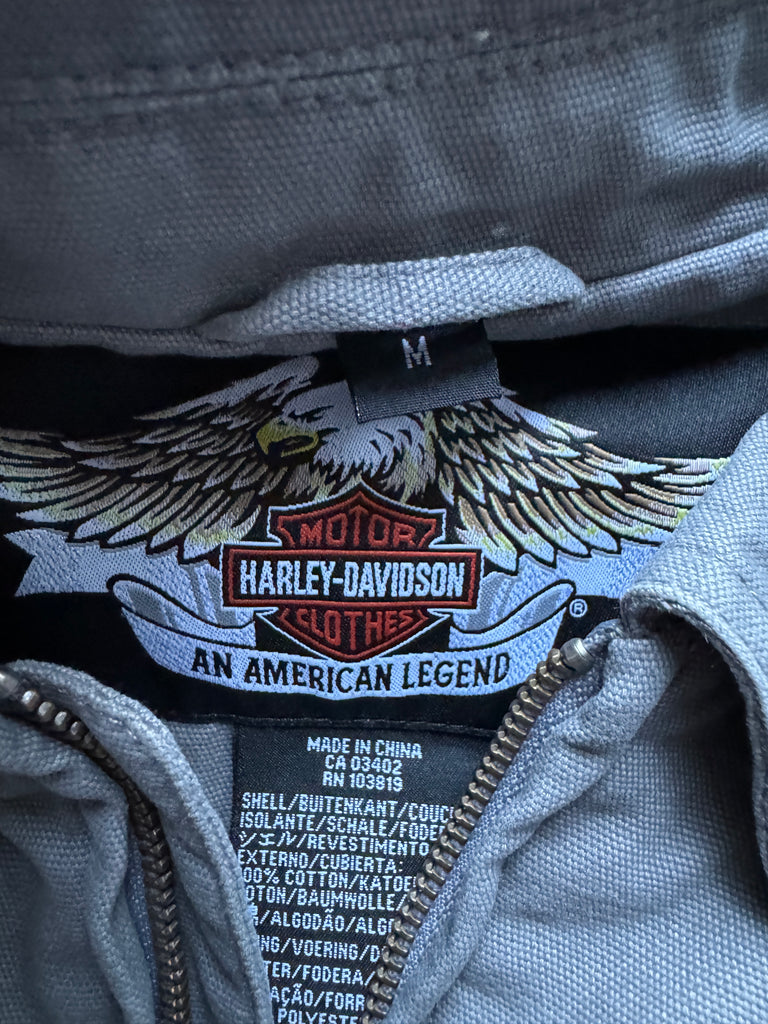 M
MOTOR
HARLEY-DAVIDSON
CLOTHES
®
AN AMERICAN LEGEND
MADE IN CHINA
CA 03402
RN 103819
SHELL/BUITENKANT/COUC
ISOLANTE/SCHALE/FODE
シェル/REVESTIMENTO
EXTERNO/CUBIERTA:
00% COTTON/KATOE
OTON/BAUMWOLLE/
/ALGODÃO/ALG
NG/VOERING/D
TER/FODERA/
AÇÃO/FORR
POLYESTE